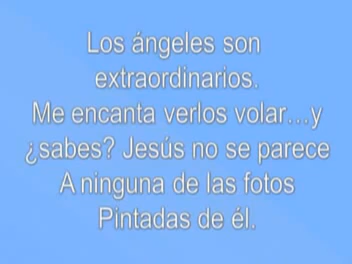 Los ángeles son
extraordinarios.
Me encanta verlos volar...y
¿sabes? Jesús no se parece
A ninguna de las fotos
Pintadas de él.